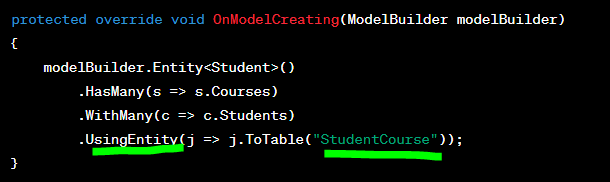 protected override void OnModelCreating(ModelBuilder modelBuilder)
{
modelBuilder.Entity<Student>()
.HasMany(s => s.Courses)
.WithMany(c => c.Students)
.UsingEntity(j => j.ToTable("StudentCourse"));
}